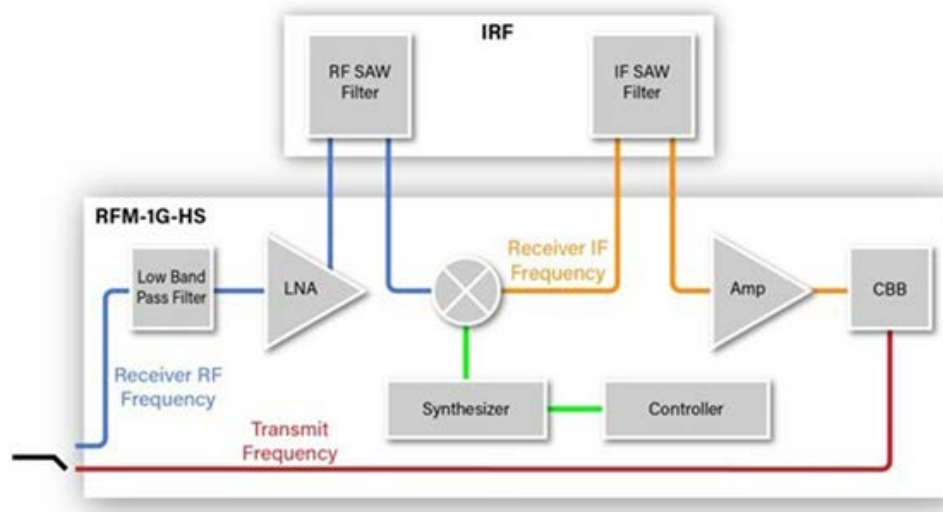 IRF
RF SAW
Filter
IF SAW
Filter
RFM-1G-HS
Low Band
Pass Filter
LNA
Receiver IF
Frequency
Amp
CBB
Receiver RF
Frequency
Synthesizer
Controller
Transmit
Frequency